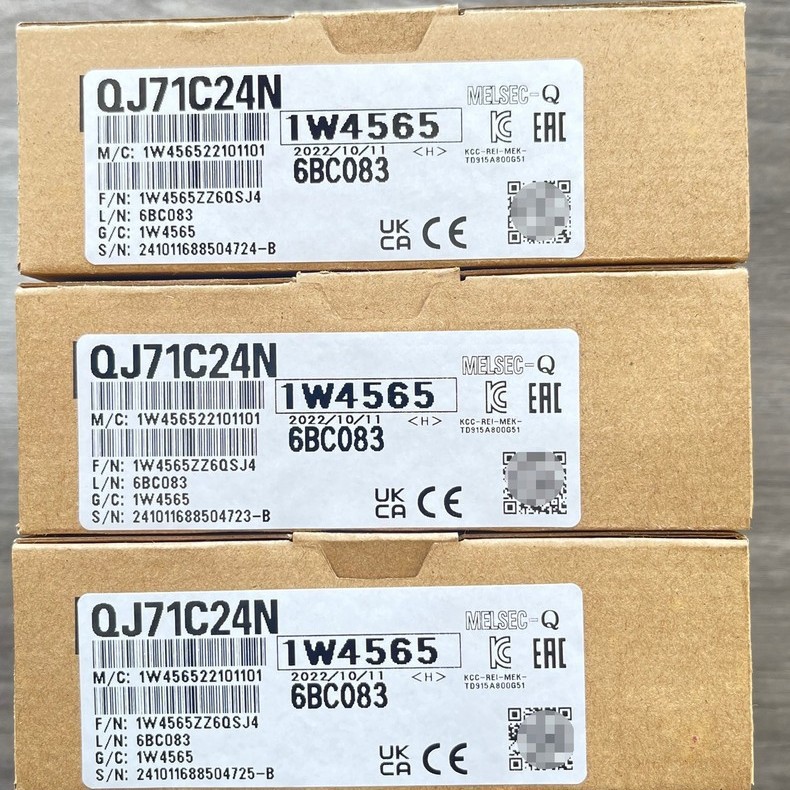 QJ71C24N
MELSEC-Q
1W4565
M/C: 1W456522101101
2022/10/11 <H>
KCC-REI-MEK-
TD915A800G51
EAC
6BC083
F/N: 1W4565ZZ6QSJ4
L/N: 6BC083
G/C: 1W4565
S/N: 241011688504724-B
UK
CA CE
QJ71C24N
MELSEC-Q
1W4565
M/C: 1W456522101101
2022/10/11 <H>
KCC-REI-MEK-
TD915A800G51
EAC
6BC083
F/N: 1W4565ZZ6QSJ4
L/N: 6BC083
G/C: 1W4565
S/N: 241011688504723-B
UK
CA CE
QJ71C24N
MELSEC-Q
1W4565
M/C: 1W456522101101
2022/10/11 <H>
KCC-REI-MEK-
TD915A800G51
EAC
6BC083
F/N: 1W4565ZZ6QSJ4
L/N: 6BC083
G/C: 1W4565
S/N: 241011688504725-B
UK
CA CE